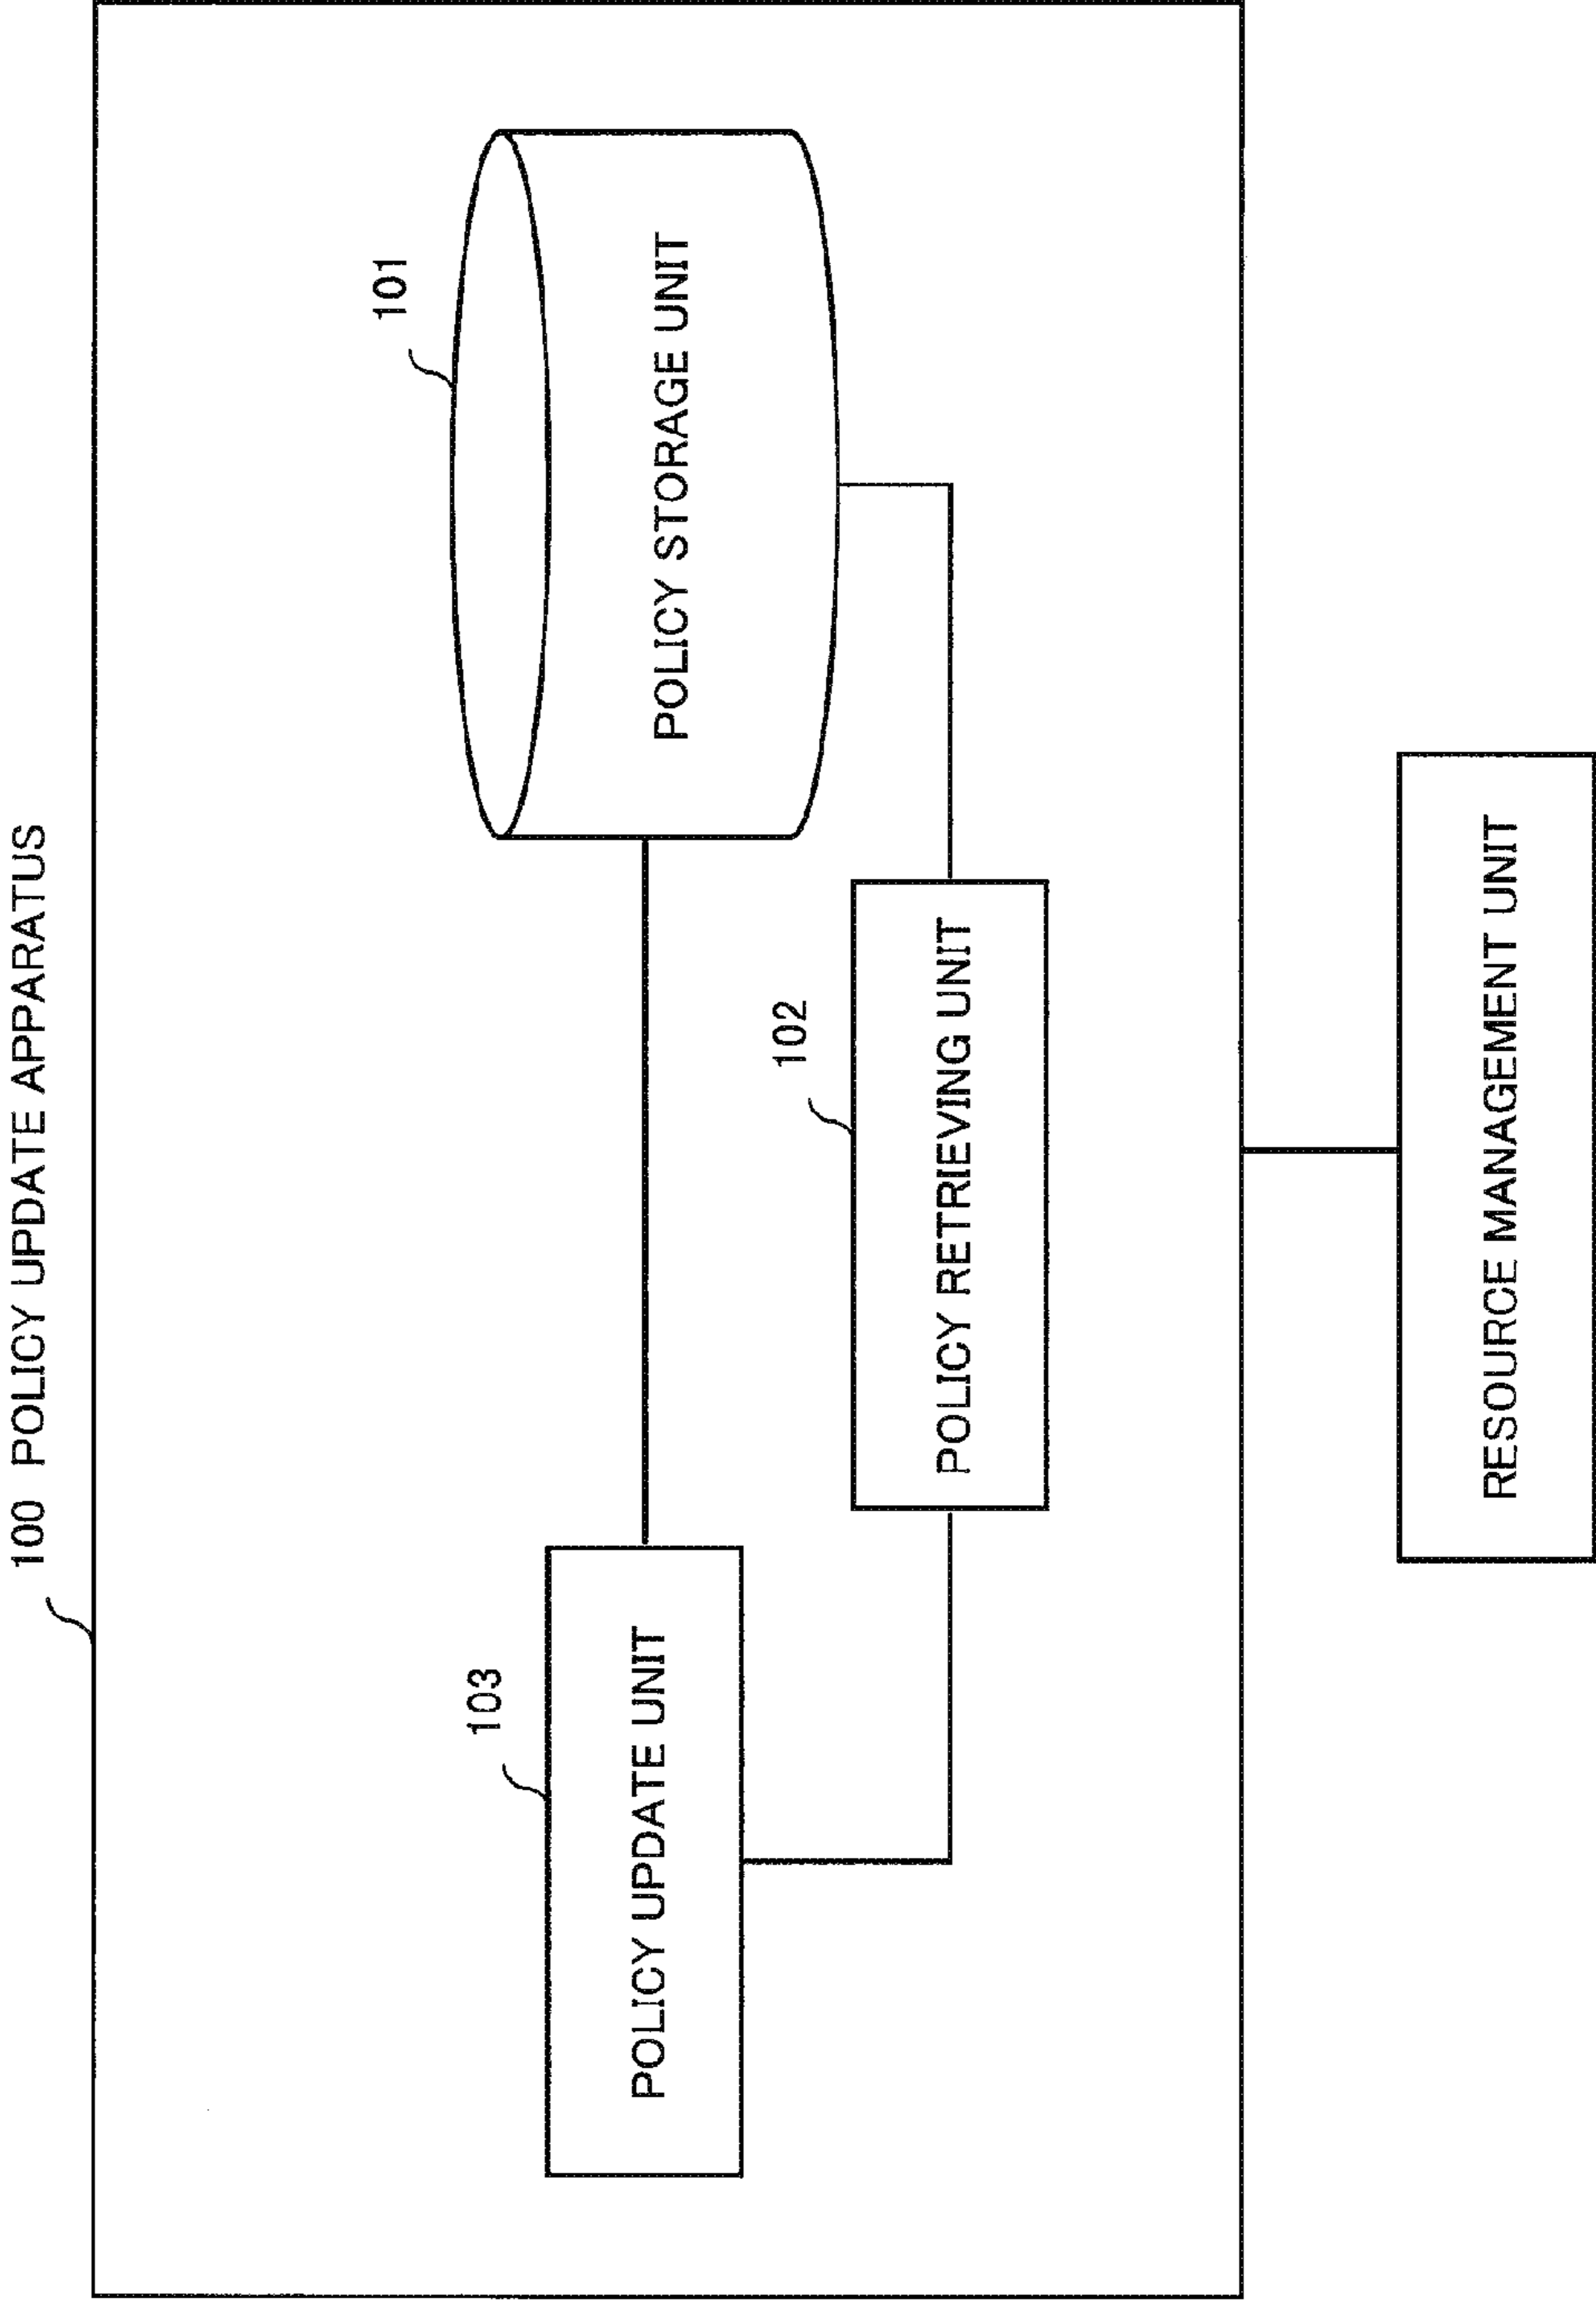 100 POLICY UPDATE APPARATUS
101
POLICY STORAGE UNIT
103
POLICY UPDATE UNIT
102
POLICY RETRIEVING UNIT
RESOURCE MANAGEMENT UNIT